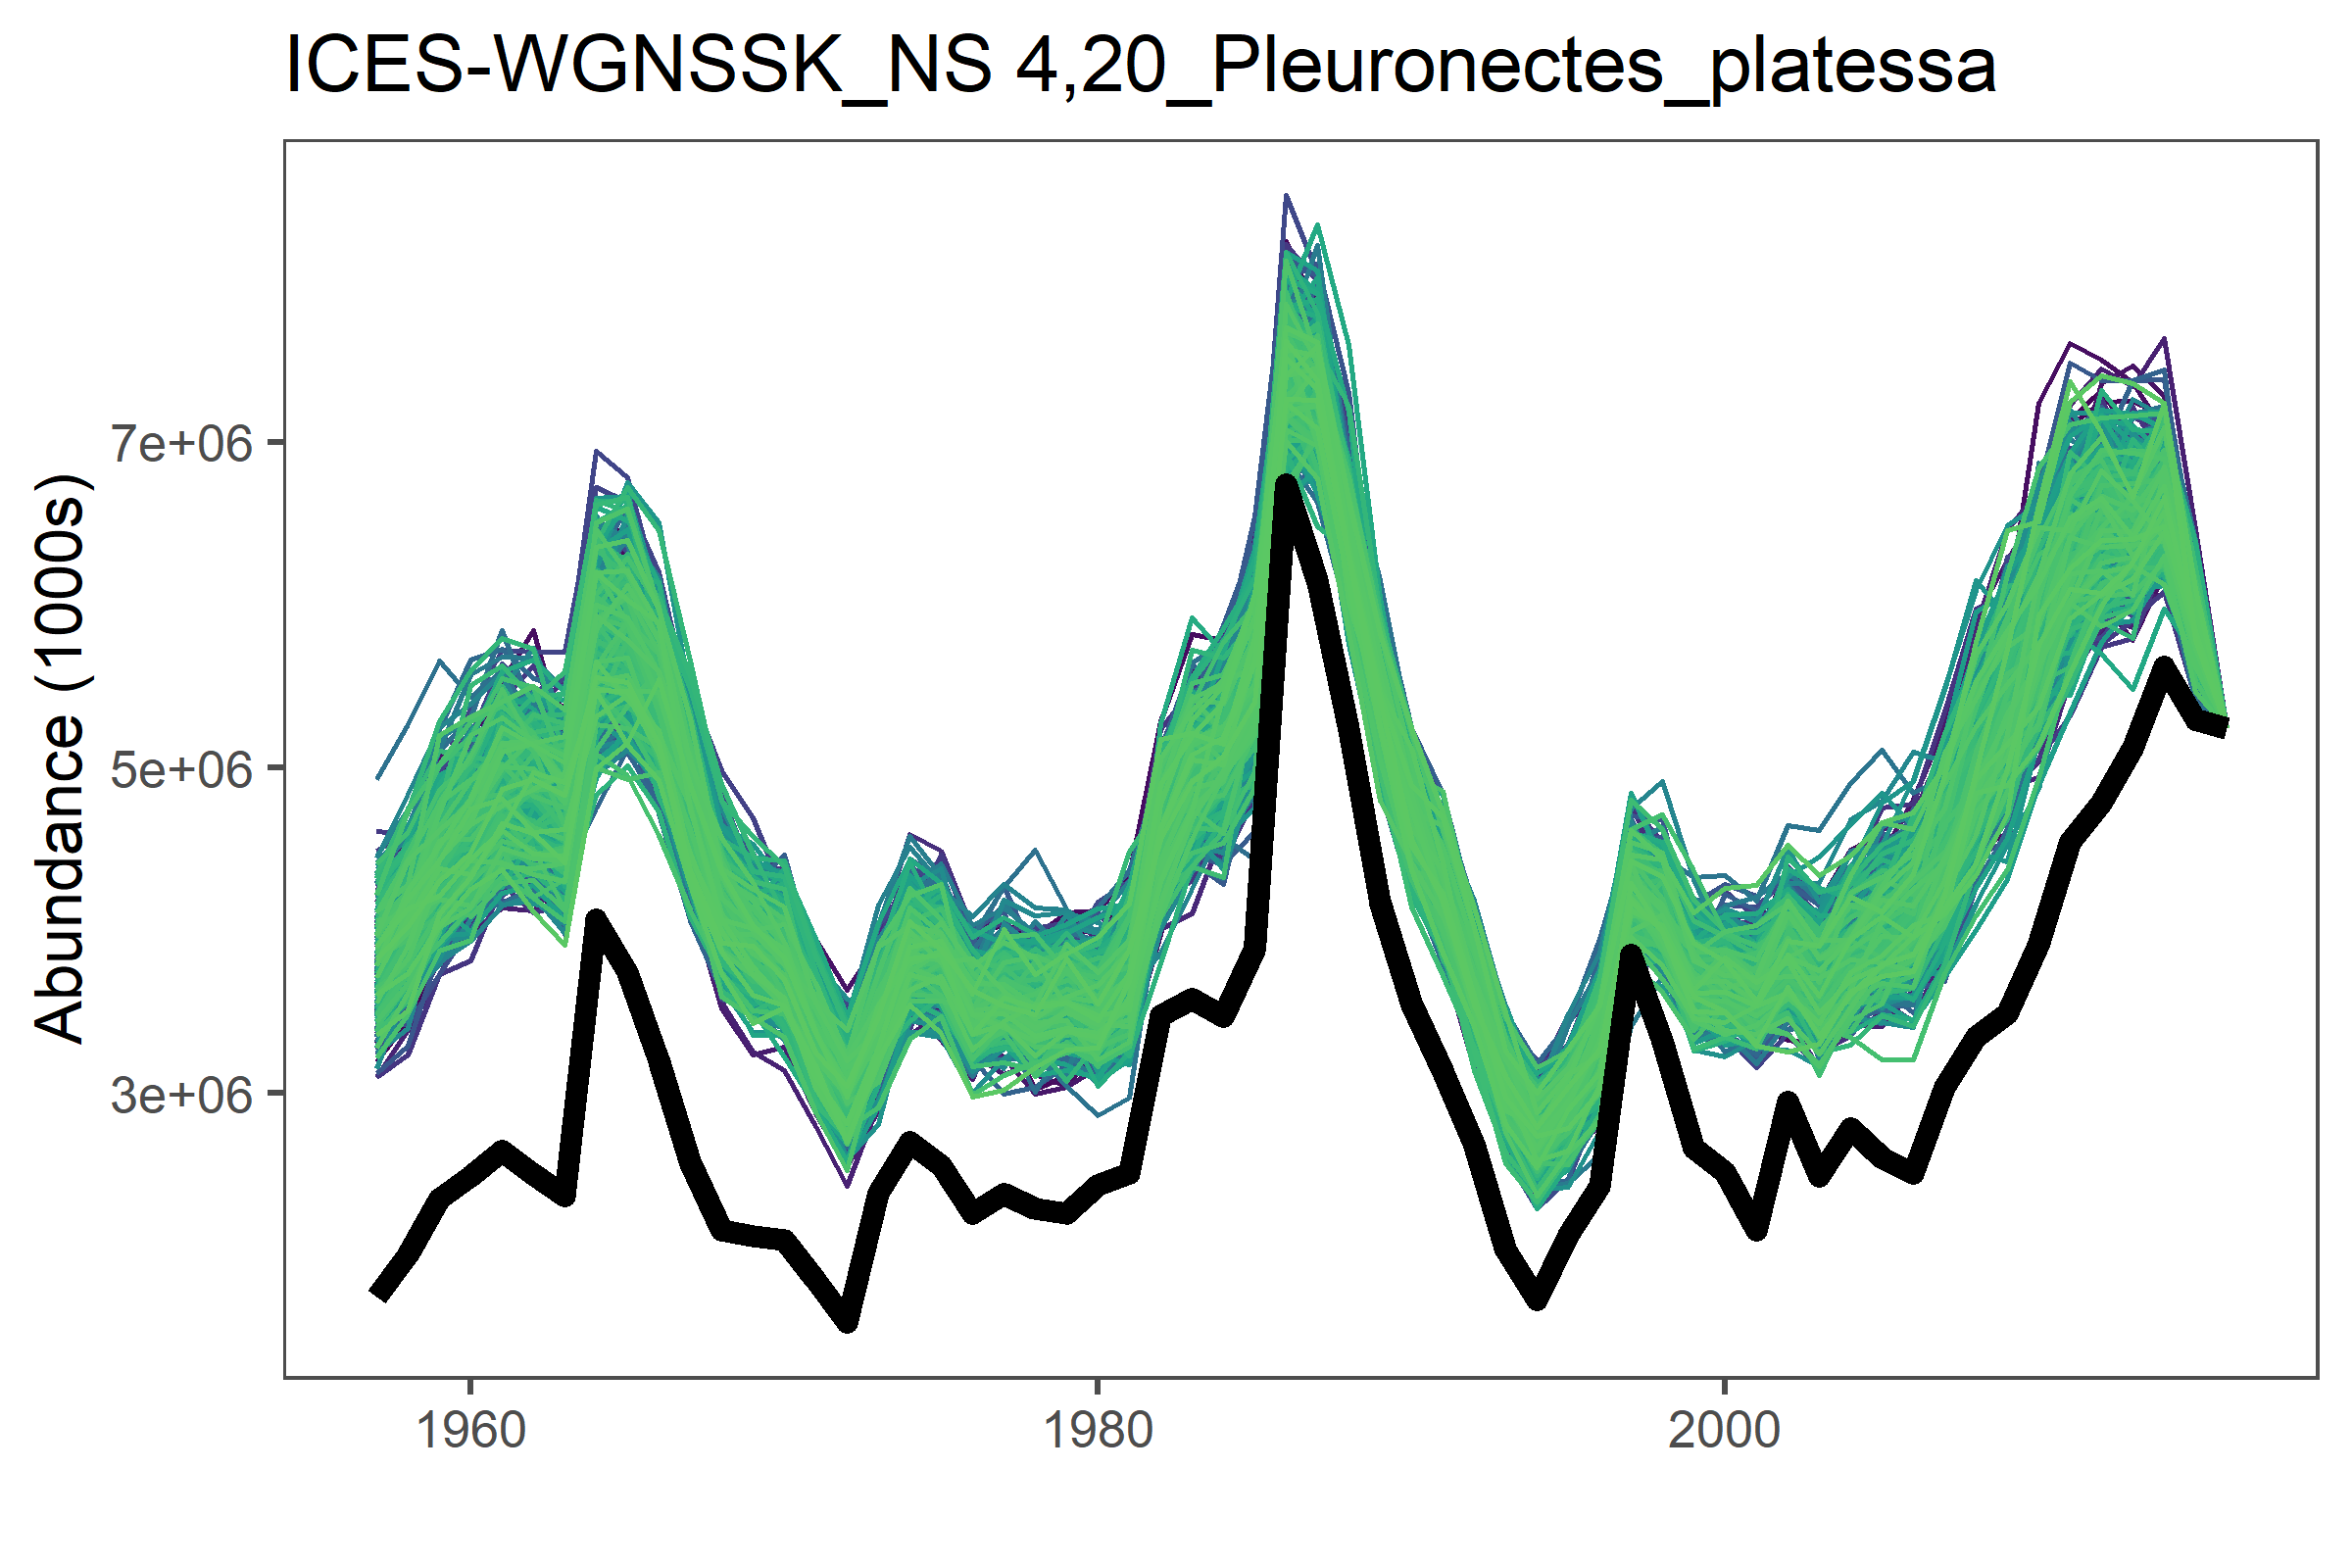 ICES-WGNSSK_NS 4,20_Pleuronectes_platessa
Abundance (1000s)
7e+06
5e+06
3e+06
1960
1980
2000